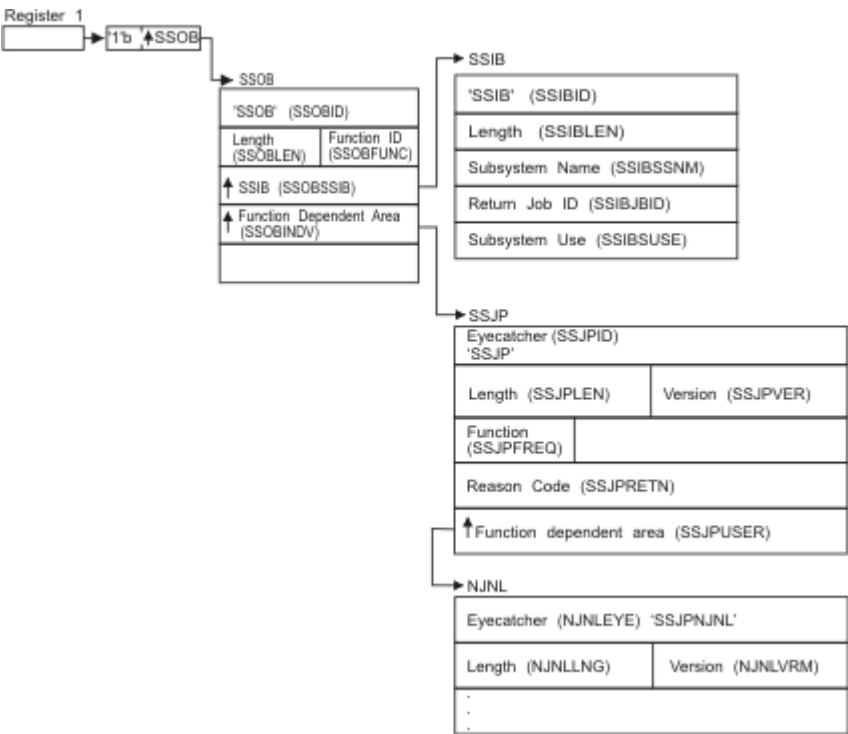 Register 1
'1'b SSOB
SSOB
'SSOB' (SSOBID)
Length
(SSOBLEN)
Function ID
(SSOBFUNC)
SSIB (SSOBSSIB)
Function Dependent Area
(SSOBINDV)
SSIB
'SSIB' (SSIBID)
Length (SSIBLEN)
Subsystem Name (SSIBSSNM)
Return Job ID (SSIBJBID)
Subsystem Use (SSIBSUSE)
SSJP
Eyecatcher (SSJPID)
'SSJP'
Length (SSJPLEN)
Version (SSJPVER)
Function
(SSJPFREQ)
Reason Code (SSJPRETN)
Function dependent area (SSJPUSER)
NJNL
Eyecatcher (NJNLEYE) 'SSJPNJNL'
Length (NJNLLNG)
Version (NJNLVRM)
.
.
.